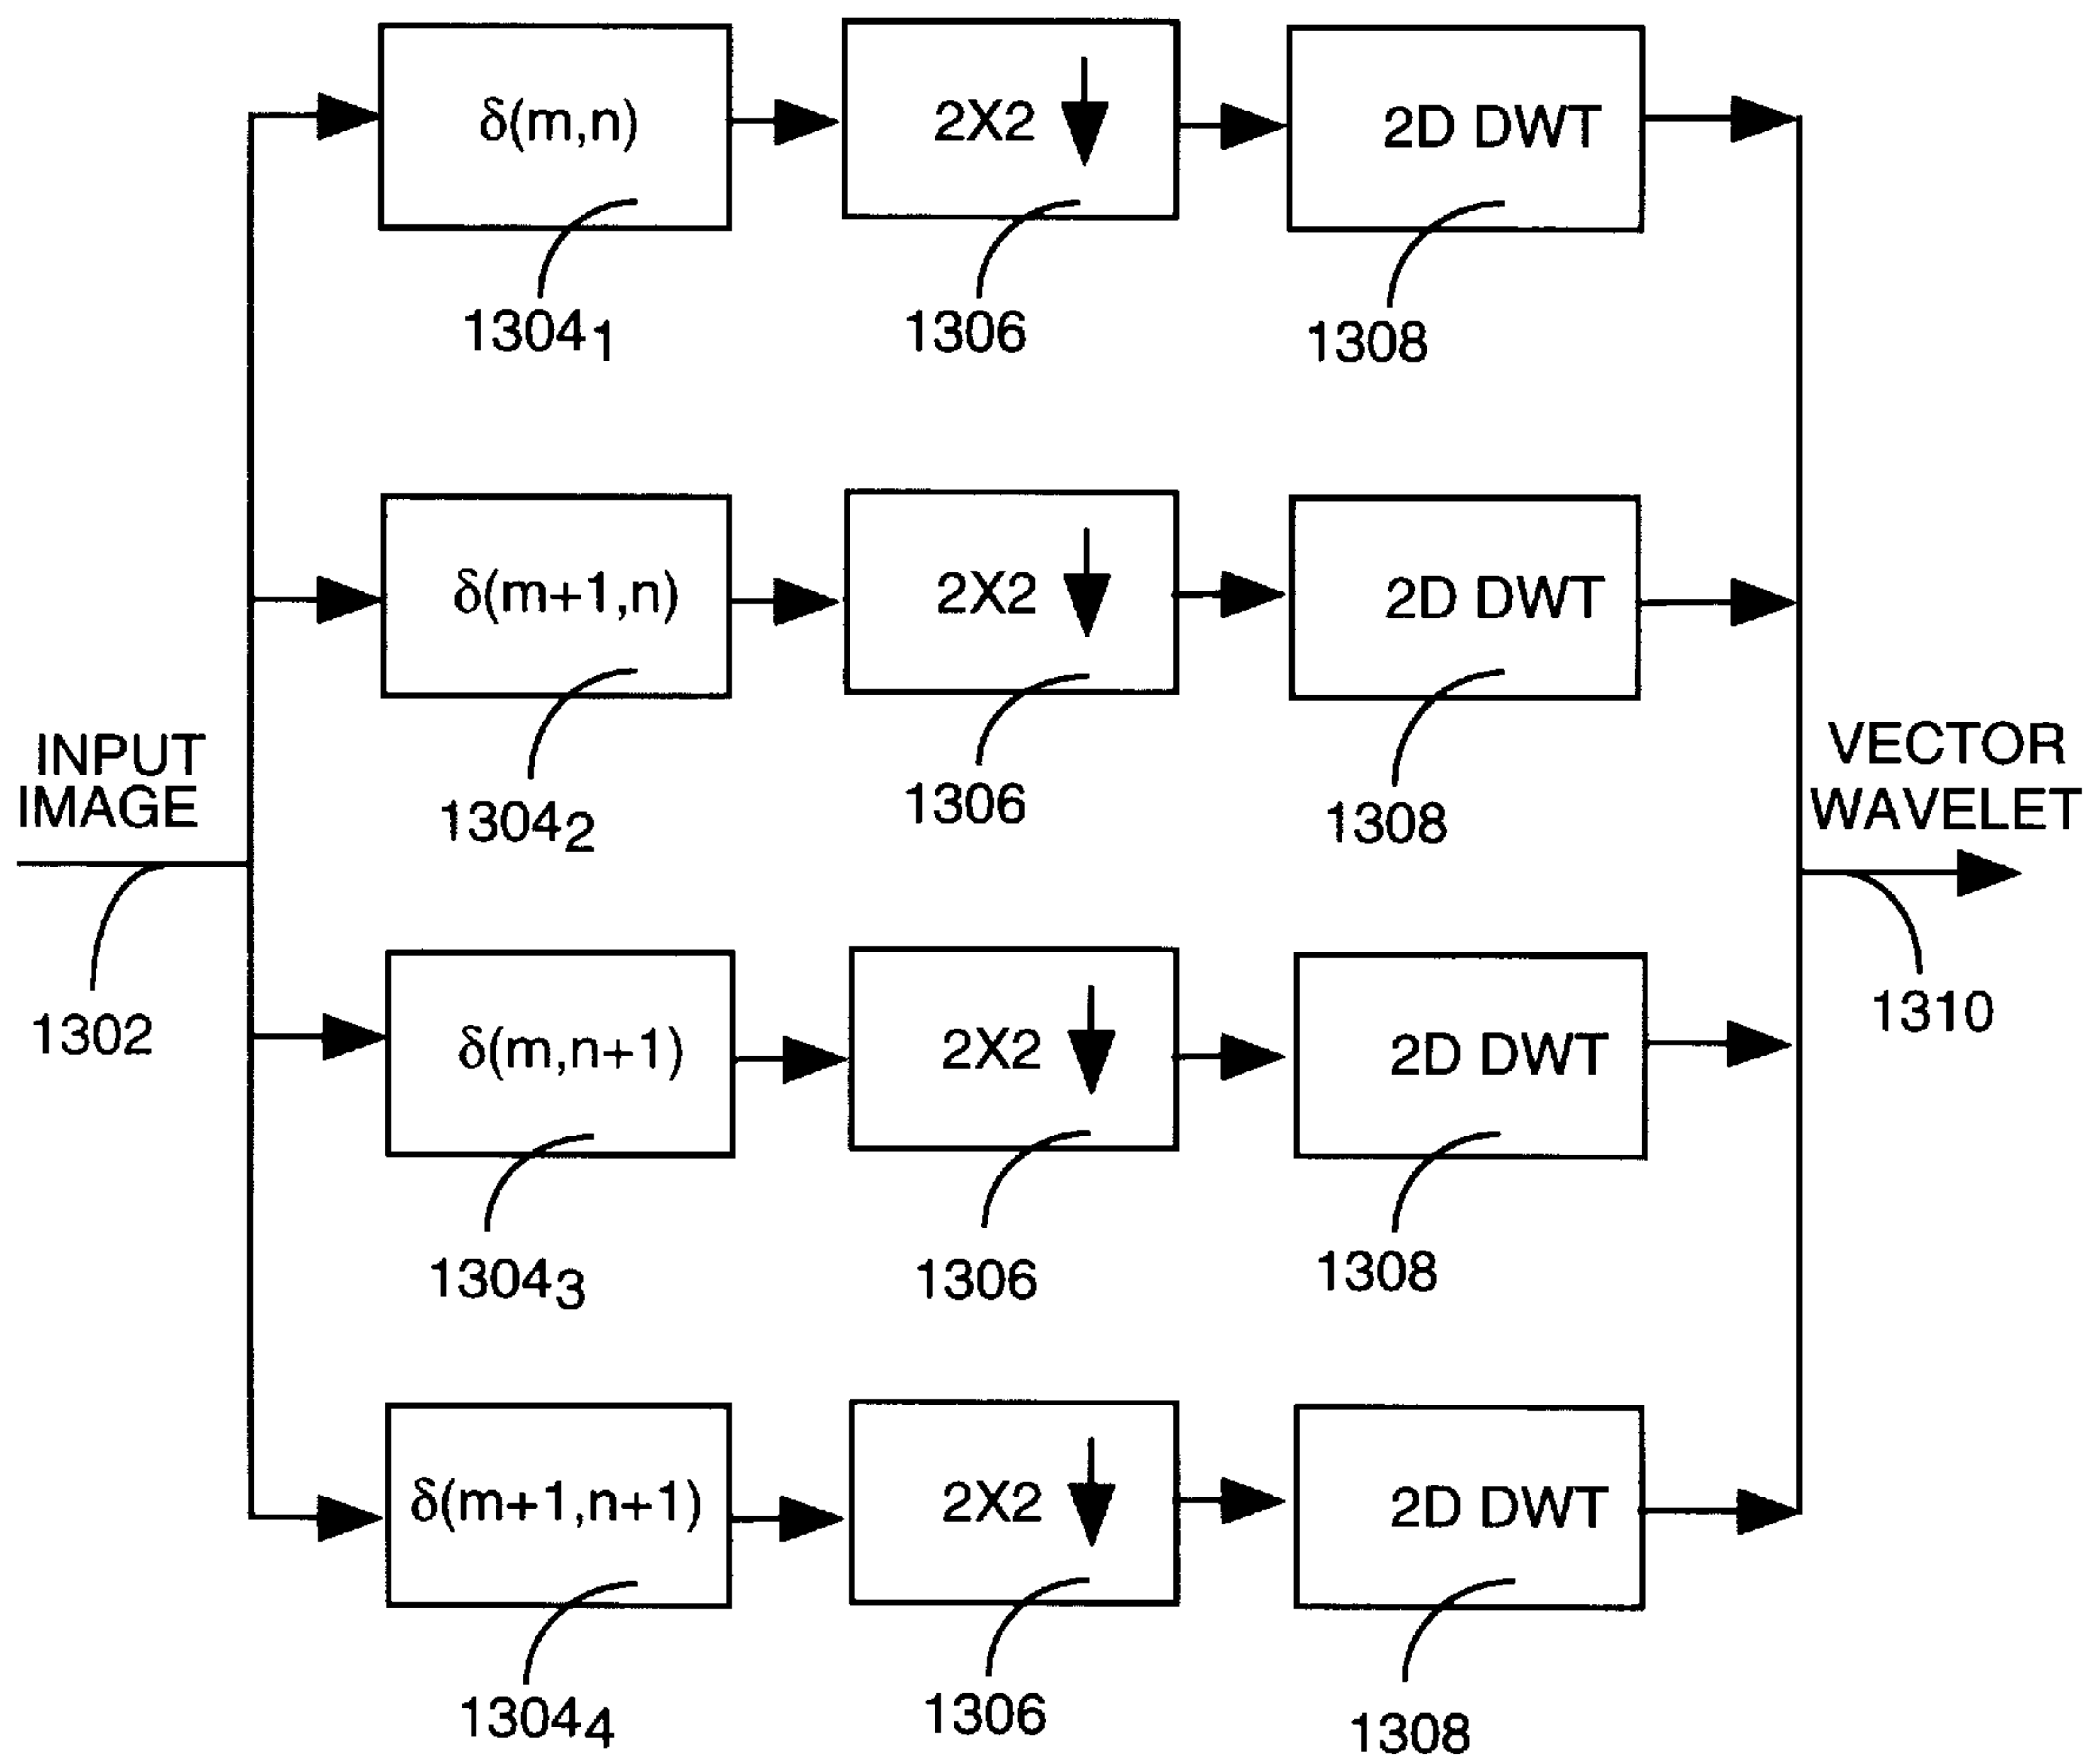 δ(m,n)
2X2
2D DWT
1304₁
1306
1308
δ(m+1,n)
2X2
2D DWT
1304₂
1306
1308
INPUT
IMAGE
1302
VECTOR
WAVELET
1310
δ(m,n+1)
2X2
2D DWT
1304₃
1306
1308
δ(m+1,n+1)
2X2
2D DWT
1304₄
1306
1308